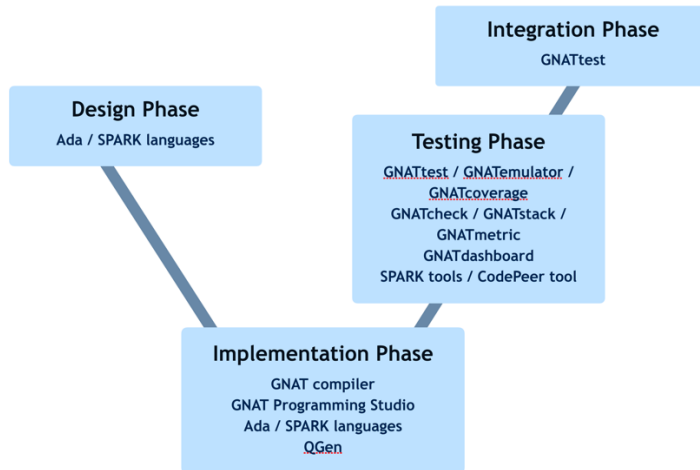 Integration Phase
GNATtest
Design Phase
Ada / SPARK languages
Testing Phase
GNATtest / GNATemulator /
GNATcoverage
GNATcheck / GNATstack /
GNATmetric
GNATdashboard
SPARK tools / CodePeer tool
Implementation Phase
GNAT compiler
GNAT Programming Studio
Ada / SPARK languages
QGen